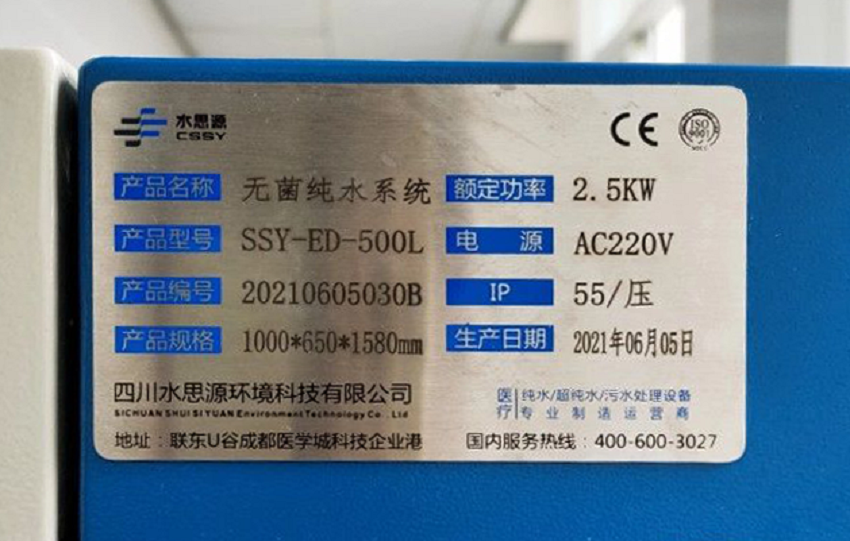 水思源
CSSY
CE
ISO
9001
产品名称 无菌纯水系统 额定功率 2.5KW
产品型号 SSY-ED-500L 电 源 AC220V
产品编号 20210605030B IP 55/压
产品规格 1000*650*1580mm 生产日期 2021年06月05日
四川水思源环境科技有限公司
SICHUAN SHUISIYUAN Environment Technology Co., Ltd
医疗 纯水/超纯水/污水处理设备
专业制造运营商
地址：联东U谷成都医学城科技企业港 国内服务热线：400-600-3027